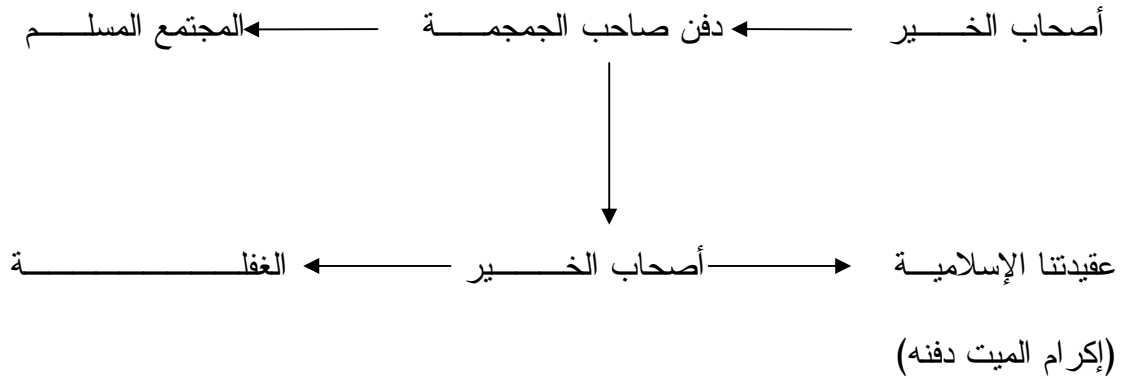 أصحاب الخير دفن صاحب الجمجمة المجتمع المسلم
عقيدتنا الإسلامية أصحاب الخير الغفلة
(إكرام الميت دفنه)